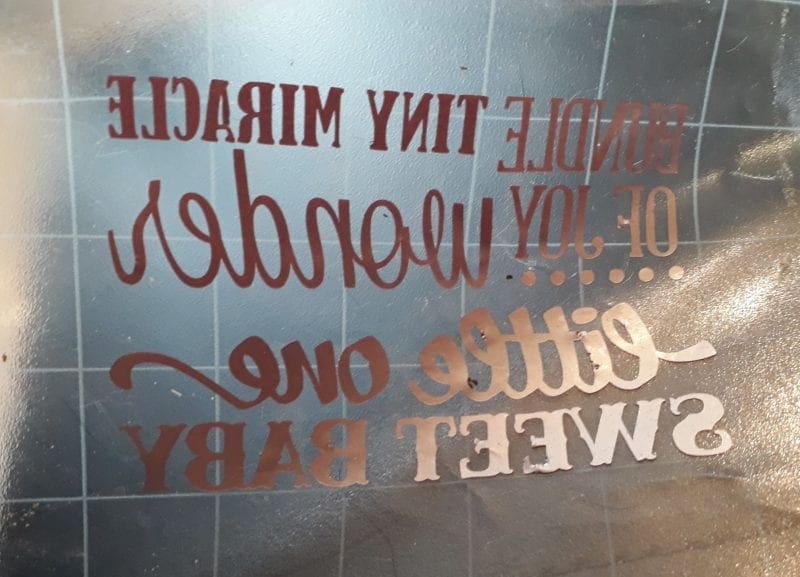 BUNDLE TINY MIRACLE
OF JOY wonder
little one
SWEET BABY